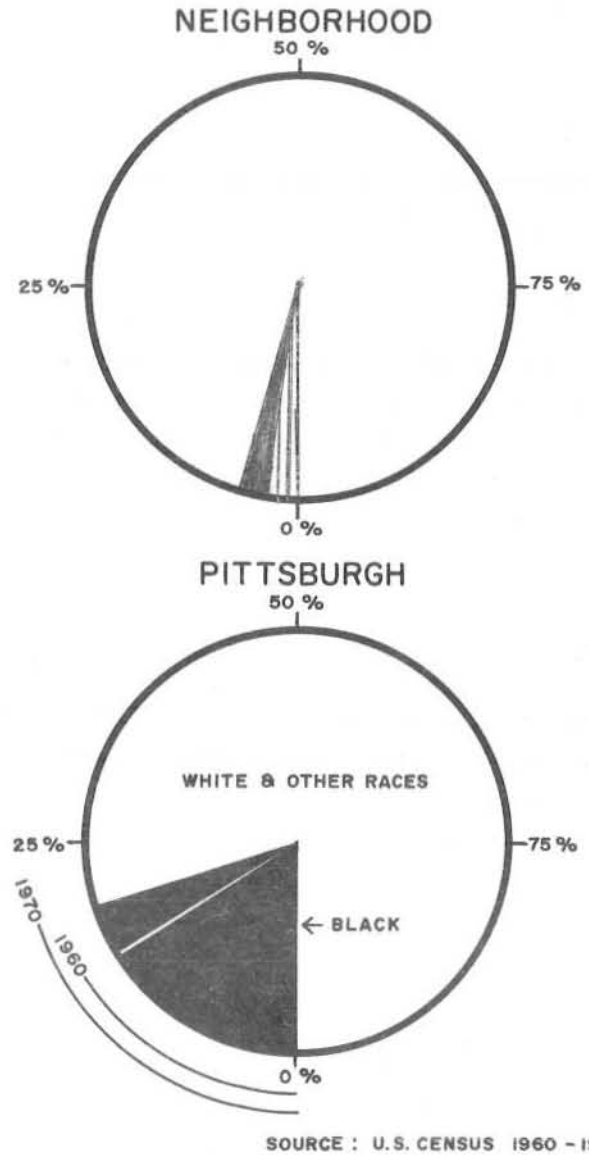 NEIGHBORHOOD
50 %
25 %
75 %
0 %
PITTSBURGH
50 %
WHITE & OTHER RACES
25 %
75 %
← BLACK
1970
1960
0 %
SOURCE : U.S. CENSUS 1960 -